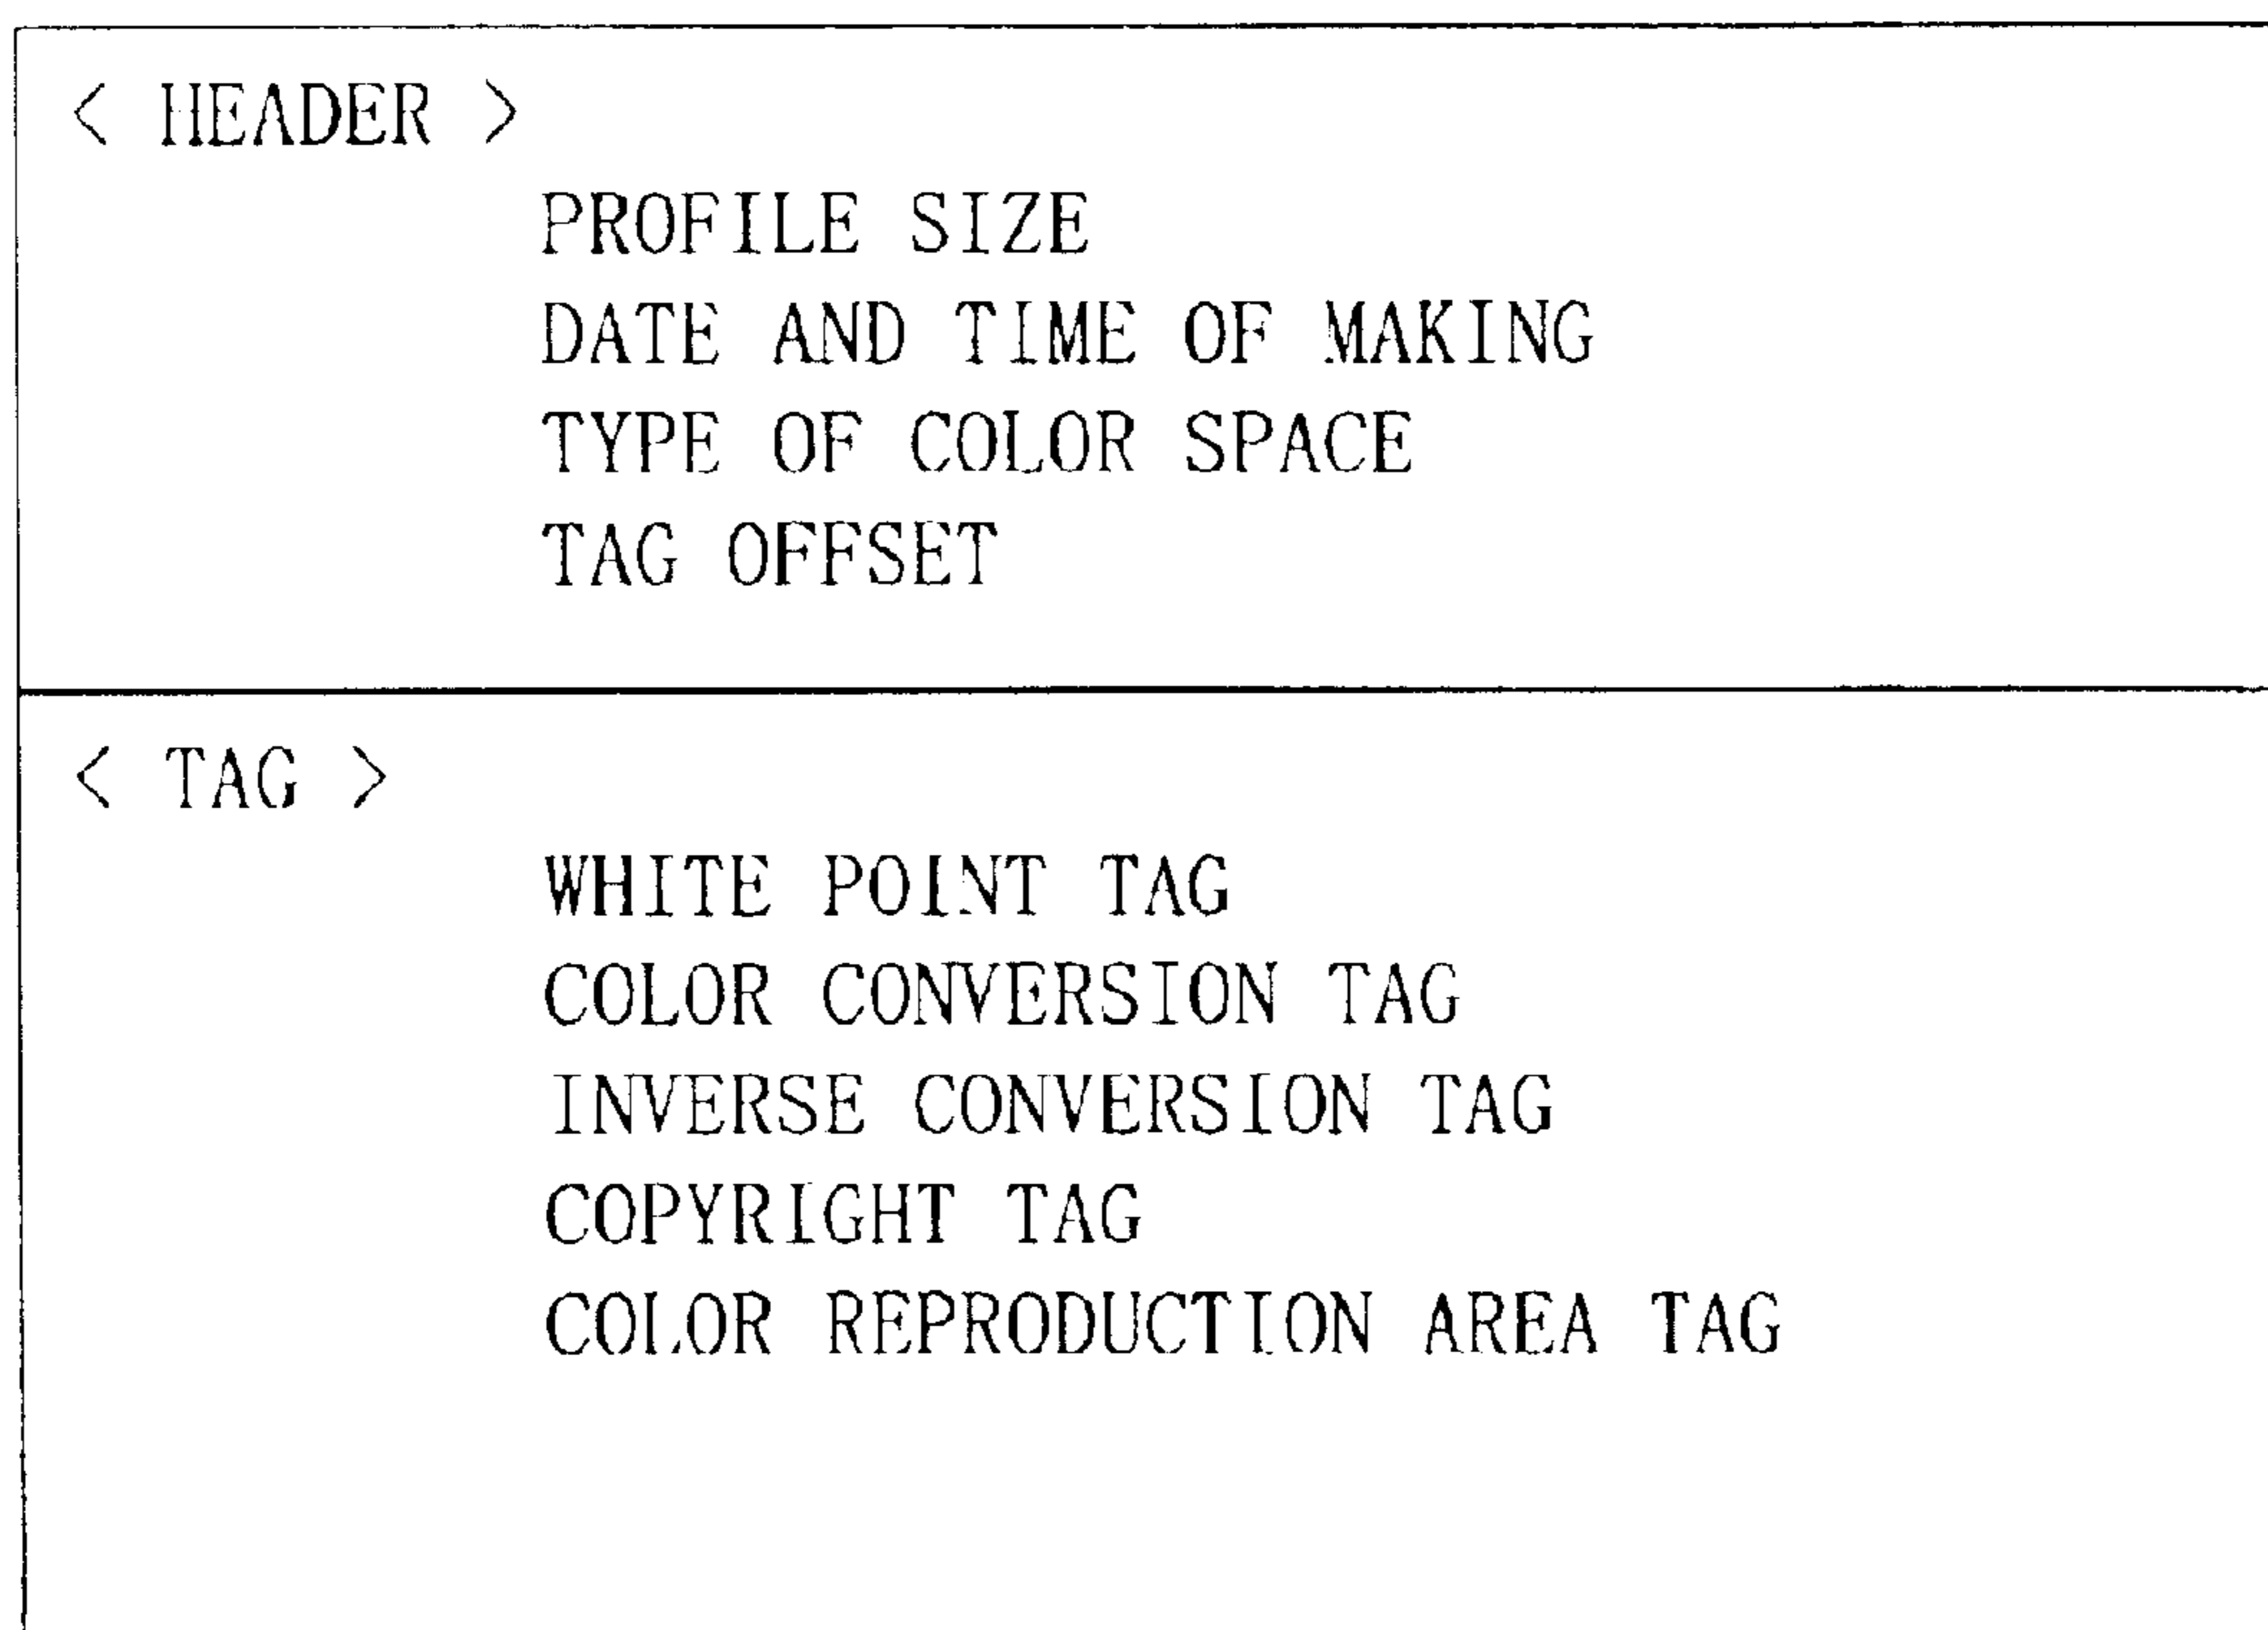 < HEADER >
PROFILE SIZE
DATE AND TIME OF MAKING
TYPE OF COLOR SPACE
TAG OFFSET
< TAG >
WHITE POINT TAG
COLOR CONVERSION TAG
INVERSE CONVERSION TAG
COPYRIGHT TAG
COLOR REPRODUCTION AREA TAG